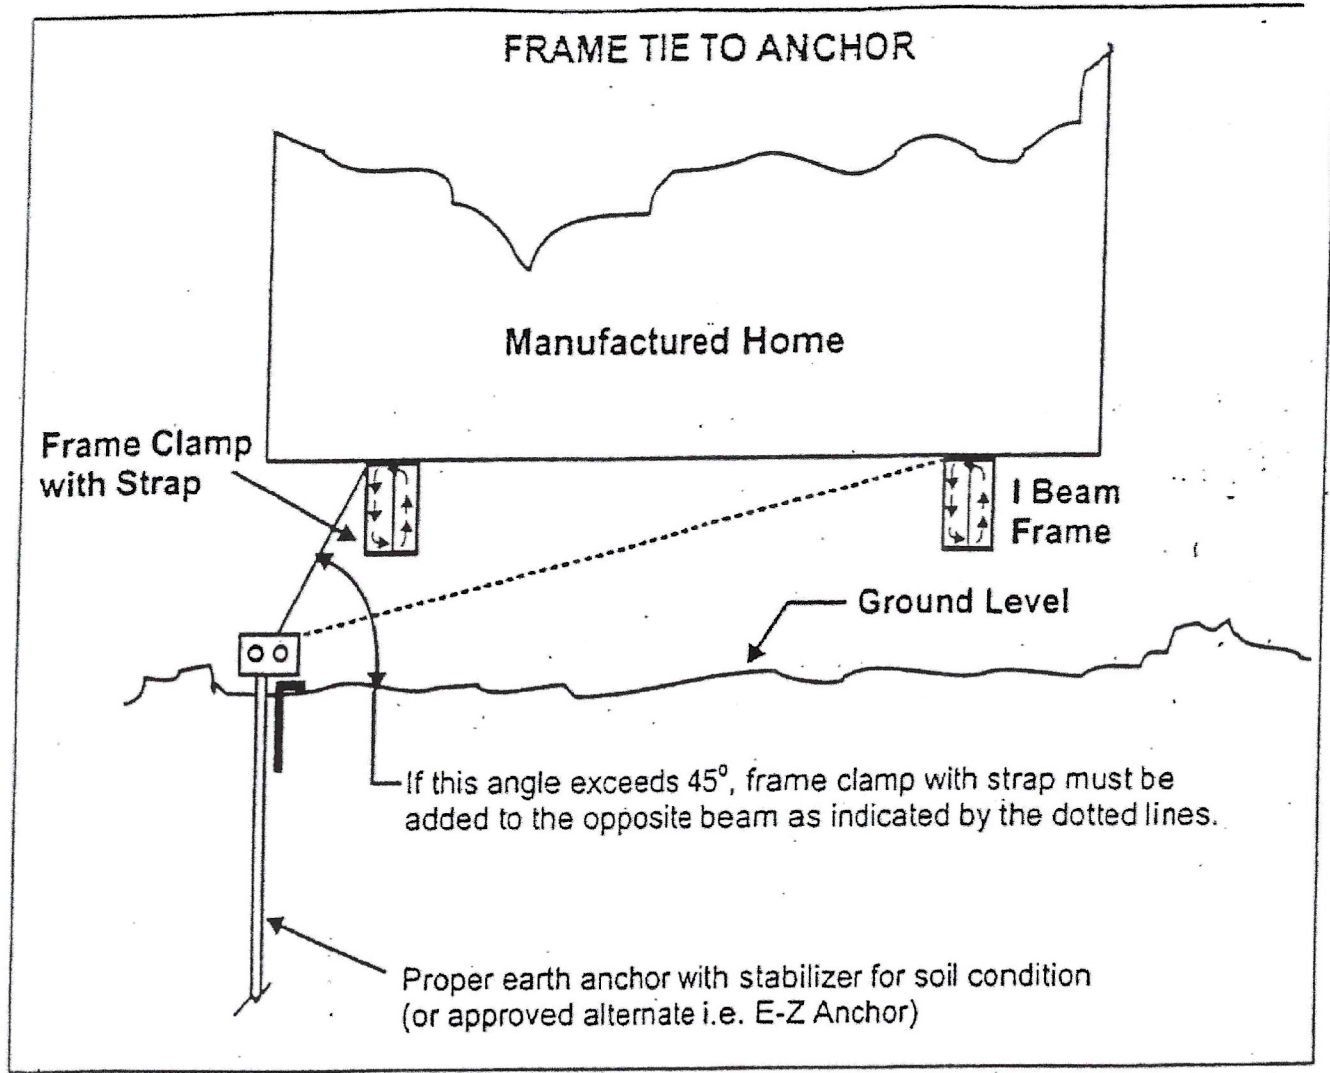 FRAME TIE TO ANCHOR
Manufactured Home
Frame Clamp
with Strap
I Beam
Frame
Ground Level
If this angle exceeds 45⁰, frame clamp with strap must be
added to the opposite beam as indicated by the dotted lines.
Proper earth anchor with stabilizer for soil condition
(or approved alternate i.e. E-Z Anchor)